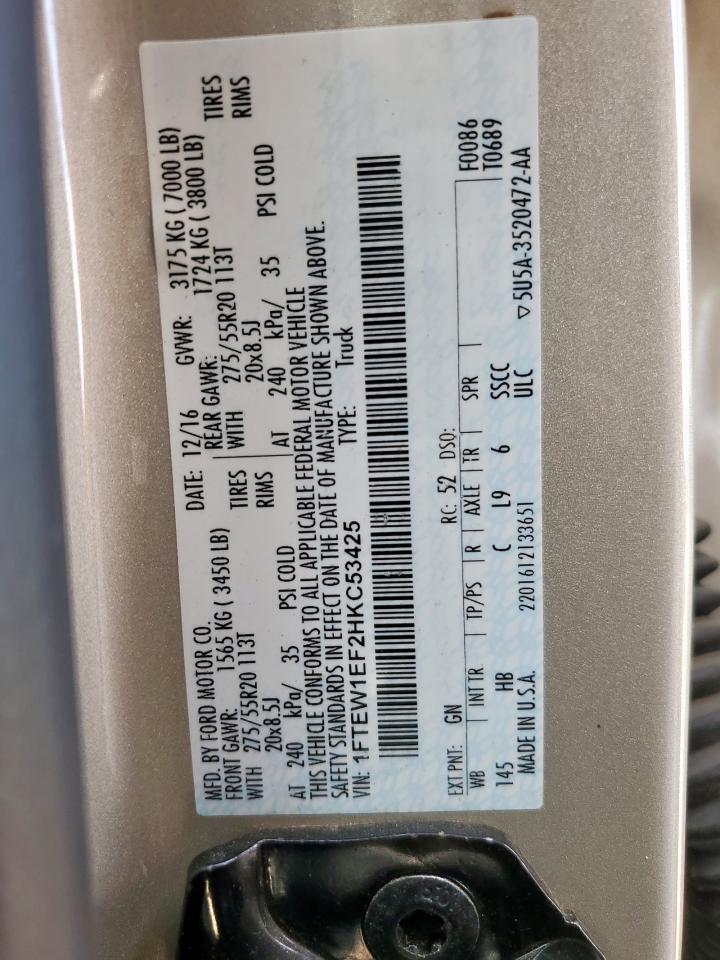 MFD. BY FORD MOTOR CO. DATE: 12/16 GVWR: 3175 KG ( 7000 LB)
FRONT GAWR: 1565 KG ( 3450 LB) REAR GAWR: 1724 KG ( 3800 LB)
WITH 275/55R20 113T TIRES WITH 275/55R20 113T TIRES
20x8.5J RIMS 20x8.5J RIMS
AT 240 kPa/ 35 PSI COLD AT 240 kPa/ 35 PSI COLD
THIS VEHICLE CONFORMS TO ALL APPLICABLE FEDERAL MOTOR VEHICLE
SAFETY STANDARDS IN EFFECT ON THE DATE OF MANUFACTURE SHOWN ABOVE.
VIN: 1FTEW1EF2HKC53425 TYPE: Truck
EXT PNT: GN RC: 52 DSO: F0086
WB INT TR TP/PS R AXLE TR SPR T0689
145 HB C L9 6 SSCC
MADE IN U.S.A. 2201612133651 ULC ▽5U5A-3520472-AA